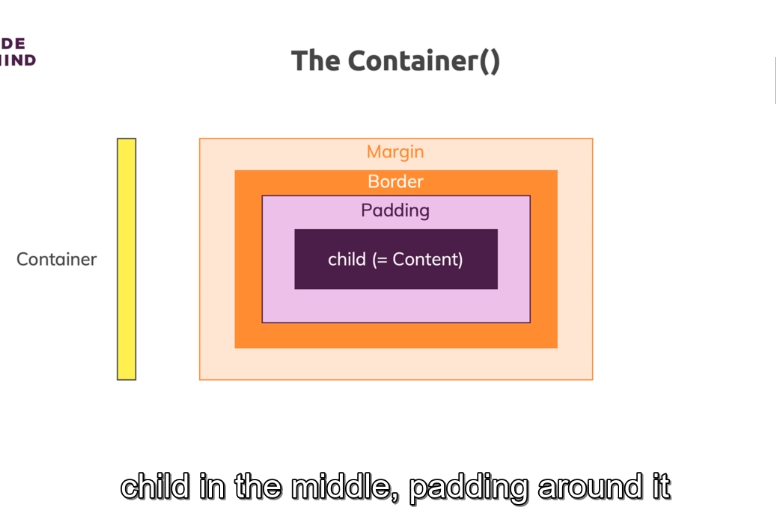 DE
IND
The Container()
Margin
Border
Padding
child (= Content)
Container
child in the middle, padding around it